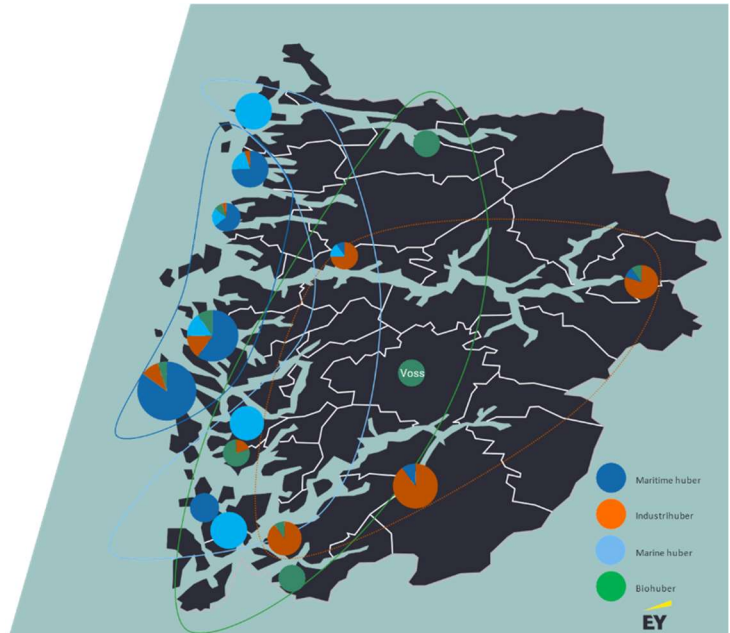 Voss
Maritime huber
Industrihuber
Marine huber
Biohuber
EY